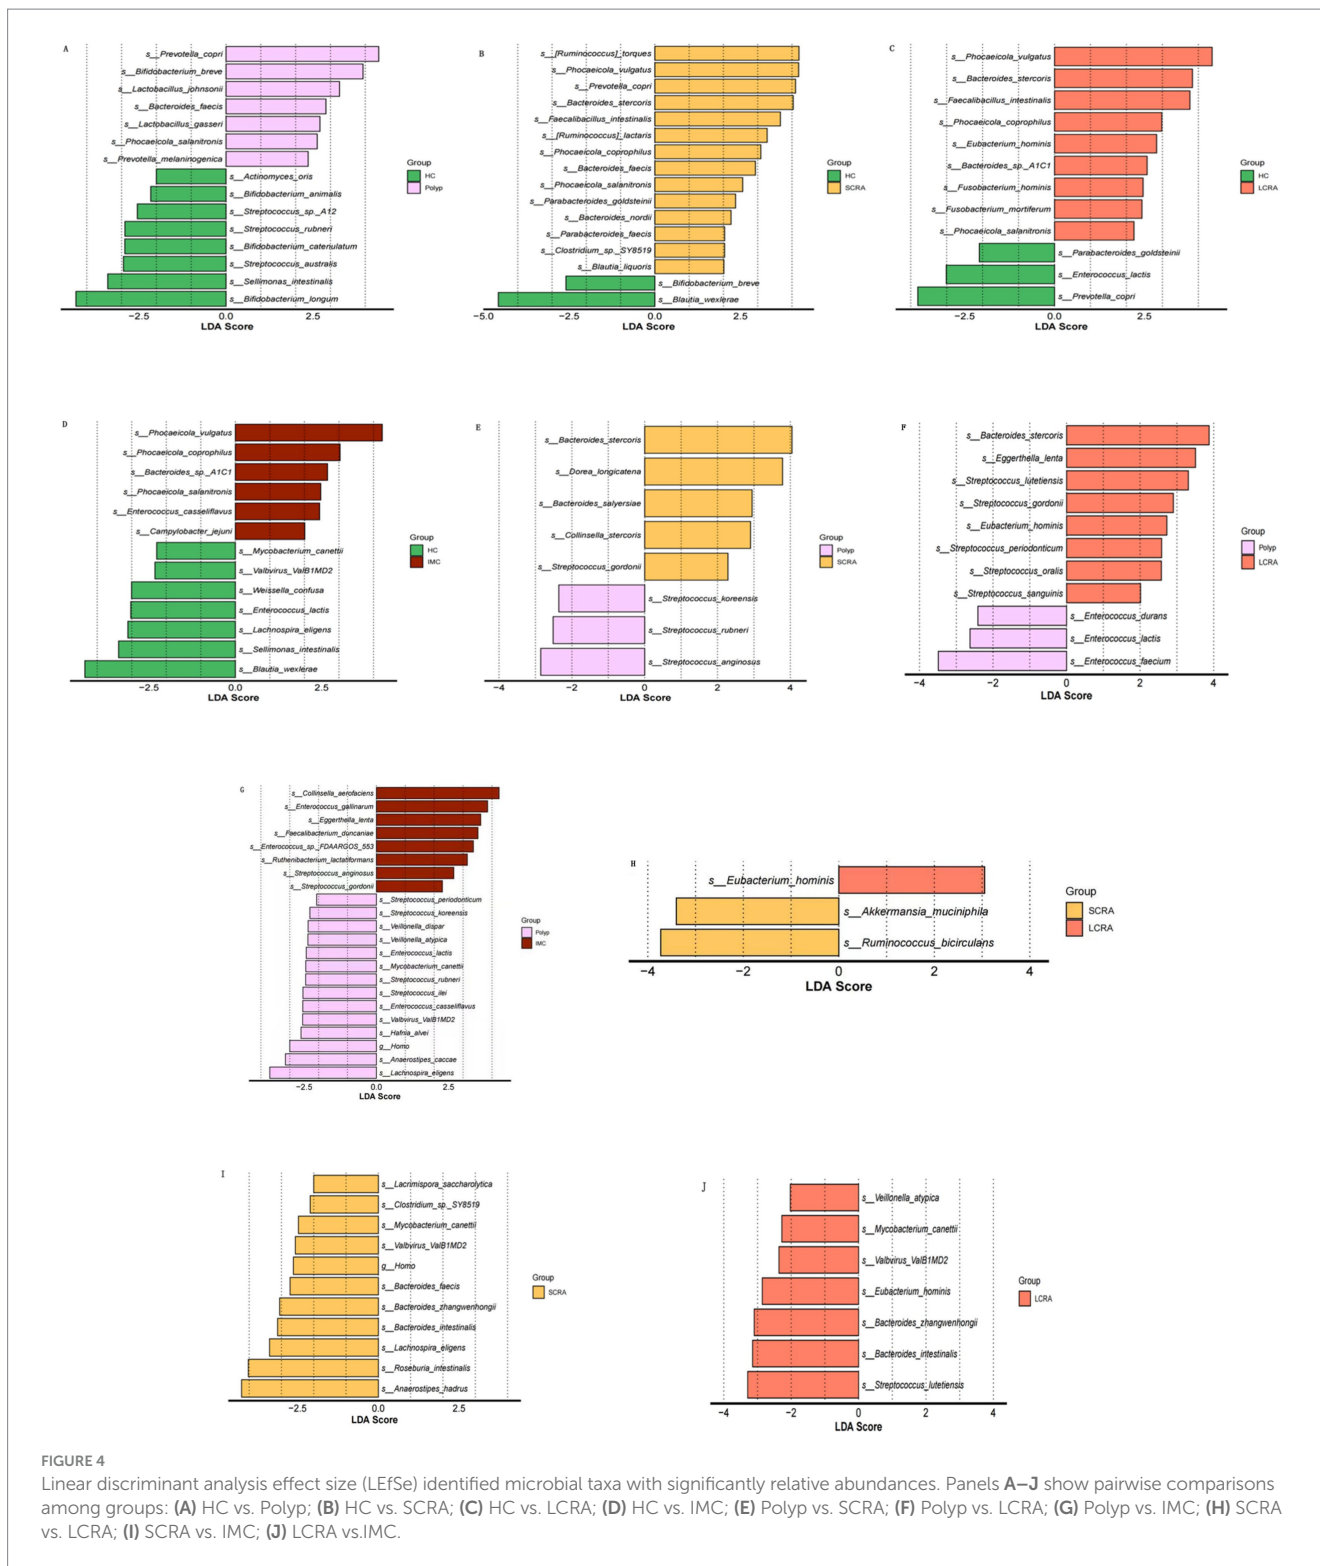 A
s__Prevotella_copri
s__Bifidobacterium_breve
s__Lactobacillus_johnsonii
s__Bacteroides_faecis
s__Lactobacillus_gasseri
s__Phocaeicola_salanitronis
s__Prevotella_melaninogenica
s__Actinomyces_oris
s__Bifidobacterium_animalis
s__Streptococcus_sp._A12
s__Streptococcus_rubneri
s__Bifidobacterium_catenulatum
s__Streptococcus_australis
s__Sellimonas_intestinalis
s__Bifidobacterium_longum
−2.5 0.0 2.5
LDA Score
Group
HC
Polyp
B
s__[Ruminococcus]_torques
s__Phocaeicola_vulgatus
s__Prevotella_copri
s__Bacteroides_stercoris
s__Faecalibacillus_intestinalis
s__[Ruminococcus]_lactaris
s__Phocaeicola_coprophilus
s__Bacteroides_faecis
s__Phocaeicola_salanitronis
s__Parabacteroides_goldsteinii
s__Bacteroides_nordii
s__Parabacteroides_faecis
s__Clostridium_sp._SY8519
s__Blautia_liquoris
s__Bifidobacterium_breve
s__Blautia_wexlerae
−5.0 −2.5 0.0 2.5
LDA Score
Group
HC
SCRA
C
s__Phocaeicola_vulgatus
s__Bacteroides_stercoris
s__Faecalibacillus_intestinalis
s__Phocaeicola_coprophilus
s__Eubacterium_hominis
s__Bacteroides_sp._A1C1
s__Fusobacterium_hominis
s__Fusobacterium_mortiferum
s__Phocaeicola_salanitronis
s__Parabacteroides_goldsteinii
s__Enterococcus_lactis
s__Prevotella_copri
−2.5 0.0 2.5
LDA Score
Group
HC
LCRA
D
s__Phocaeicola_vulgatus
s__Phocaeicola_coprophilus
s__Bacteroides_sp._A1C1
s__Phocaeicola_salanitronis
s__Enterococcus_casseliflavus
s__Campylobacter_jejuni
s__Mycobacterium_canettii
s__Valbvirus_ValB1MD2
s__Weissella_confusa
s__Enterococcus_lactis
s__Lachnospira_eligens
s__Sellimonas_intestinalis
s__Blautia_wexlerae
−2.5 0.0 2.5
LDA Score
Group
HC
IMC
E
s__Bacteroides_stercoris
s__Dorea_longicatena
s__Bacteroides_salyersiae
s__Collinsella_stercoris
s__Streptococcus_gordonii
s__Streptococcus_koreensis
s__Streptococcus_rubneri
s__Streptococcus_anginosus
−4 −2 0 2 4
LDA Score
Group
Polyp
SCRA
F
s__Bacteroides_stercoris
s__Eggerthella_lenta
s__Streptococcus_lutetiensis
s__Streptococcus_gordonii
s__Eubacterium_hominis
s__Streptococcus_periodonticum
s__Streptococcus_oralis
s__Streptococcus_sanguinis
s__Enterococcus_durans
s__Enterococcus_lactis
s__Enterococcus_faecium
−4 −2 0 2 4
LDA Score
Group
Polyp
LCRA
G
s__Collinsella_aerofaciens
s__Enterococcus_gallinarum
s__Eggerthella_lenta
s__Faecalibacterium_duncaniae
s__Enterococcus_sp._FDAARGOS_553
s__Ruthenibacterium_lactatiformans
s__Streptococcus_anginosus
s__Streptococcus_gordonii
s__Streptococcus_periodonticum
s__Streptococcus_koreensis
s__Veillonella_dispar
s__Veillonella_atypica
s__Enterococcus_lactis
s__Mycobacterium_canettii
s__Streptococcus_rubneri
s__Streptococcus_ilei
s__Enterococcus_casseliflavus
s__Valbvirus_ValB1MD2
s__Hafnia_alvei
g__Homo
s__Anaerostipes_caccae
s__Lachnospira_eligens
−2.5 0.0 2.5
LDA Score
Group
Polyp
IMC
H
s__Eubacterium_hominis
s__Akkermansia_muciniphila
s__Ruminococcus_bicirculans
−4 −2 0 2 4
LDA Score
Group
SCRA
LCRA
I
s__Lacrimispora_saccharolytica
s__Clostridium_sp._SY8519
s__Mycobacterium_canettii
s__Valbvirus_ValB1MD2
g__Homo
s__Bacteroides_faecis
s__Bacteroides_zhangwenhongii
s__Bacteroides_intestinalis
s__Lachnospira_eligens
s__Roseburia_intestinalis
s__Anaerostipes_hadrus
−2.5 0.0 2.5
LDA Score
Group
SCRA
J
s__Veillonella_atypica
s__Mycobacterium_canettii
s__Valbvirus_ValB1MD2
s__Eubacterium_hominis
s__Bacteroides_zhangwenhongii
s__Bacteroides_intestinalis
s__Streptococcus_lutetiensis
−4 −2 0 2 4
LDA Score
Group
LCRA
FIGURE 4
Linear discriminant analysis effect size (LEfSe) identified microbial taxa with significantly relative abundances. Panels A–J show pairwise comparisons
among groups: (A) HC vs. Polyp; (B) HC vs. SCRA; (C) HC vs. LCRA; (D) HC vs. IMC; (E) Polyp vs. SCRA; (F) Polyp vs. LCRA; (G) Polyp vs. IMC; (H) SCRA
vs. LCRA; (I) SCRA vs. IMC; (J) LCRA vs.IMC.